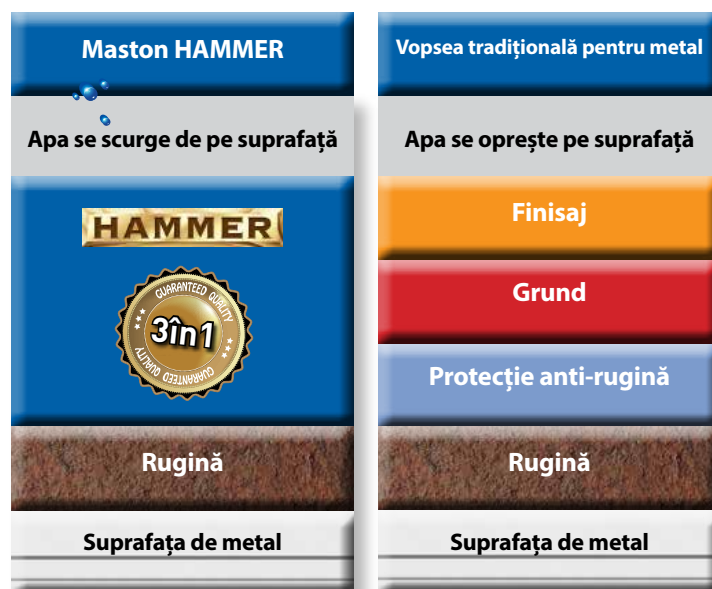 Maston HAMMER
Apa se scurge de pe suprafață
HAMMER
GUARANTEED QUALITY
3în1
GUARANTEED QUALITY
Rugină
Suprafața de metal
Vopsea tradițională pentru metal
Apa se oprește pe suprafață
Finisaj
Grund
Protecție anti-rugină
Rugină
Suprafața de metal